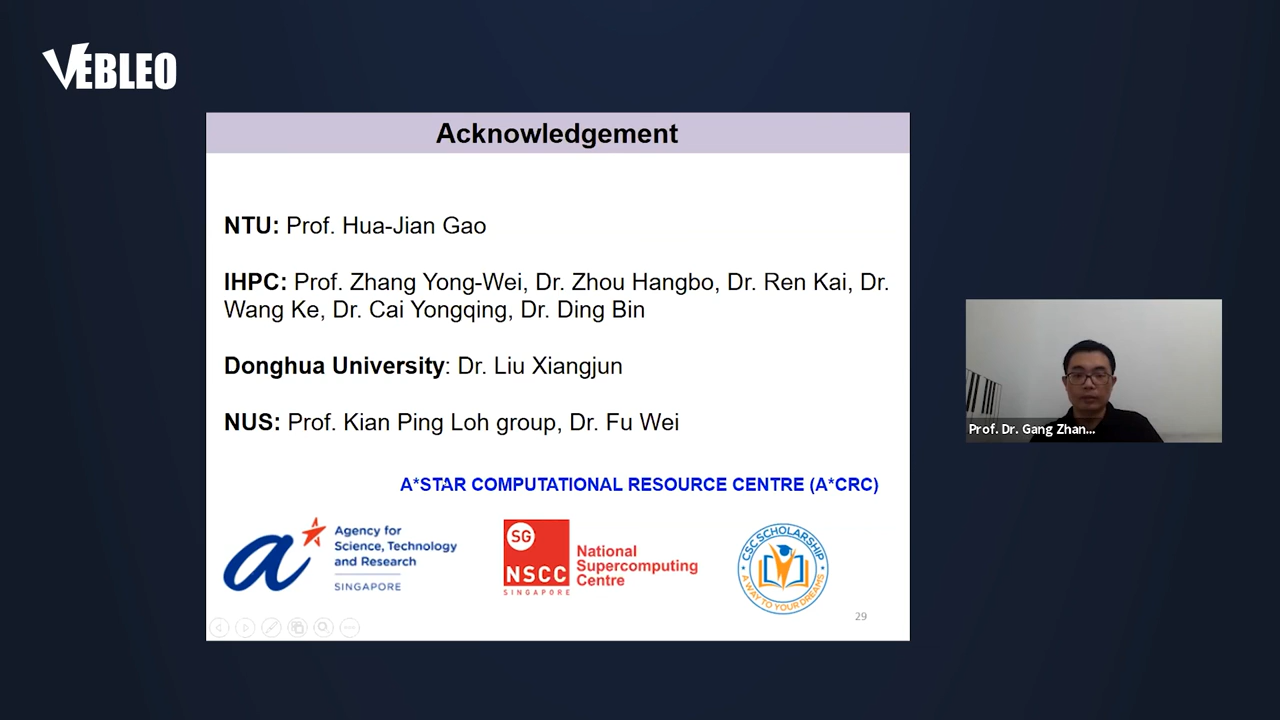 VEBLEO
Acknowledgement
NTU: Prof. Hua-Jian Gao
IHPC: Prof. Zhang Yong-Wei, Dr. Zhou Hangbo, Dr. Ren Kai, Dr.
Wang Ke, Dr. Cai Yongqing, Dr. Ding Bin
Donghua University: Dr. Liu Xiangjun
NUS: Prof. Kian Ping Loh group, Dr. Fu Wei
A*STAR COMPUTATIONAL RESOURCE CENTRE (A*CRC)
a
Agency for
Science, Technology
and Research
SINGAPORE
SG
NSCC
SINGAPORE
National
Supercomputing
Centre
CSC SCHOLARSHIP
A WAY TO YOUR DREAMS
29
Prof. Dr. Gang Zhan...